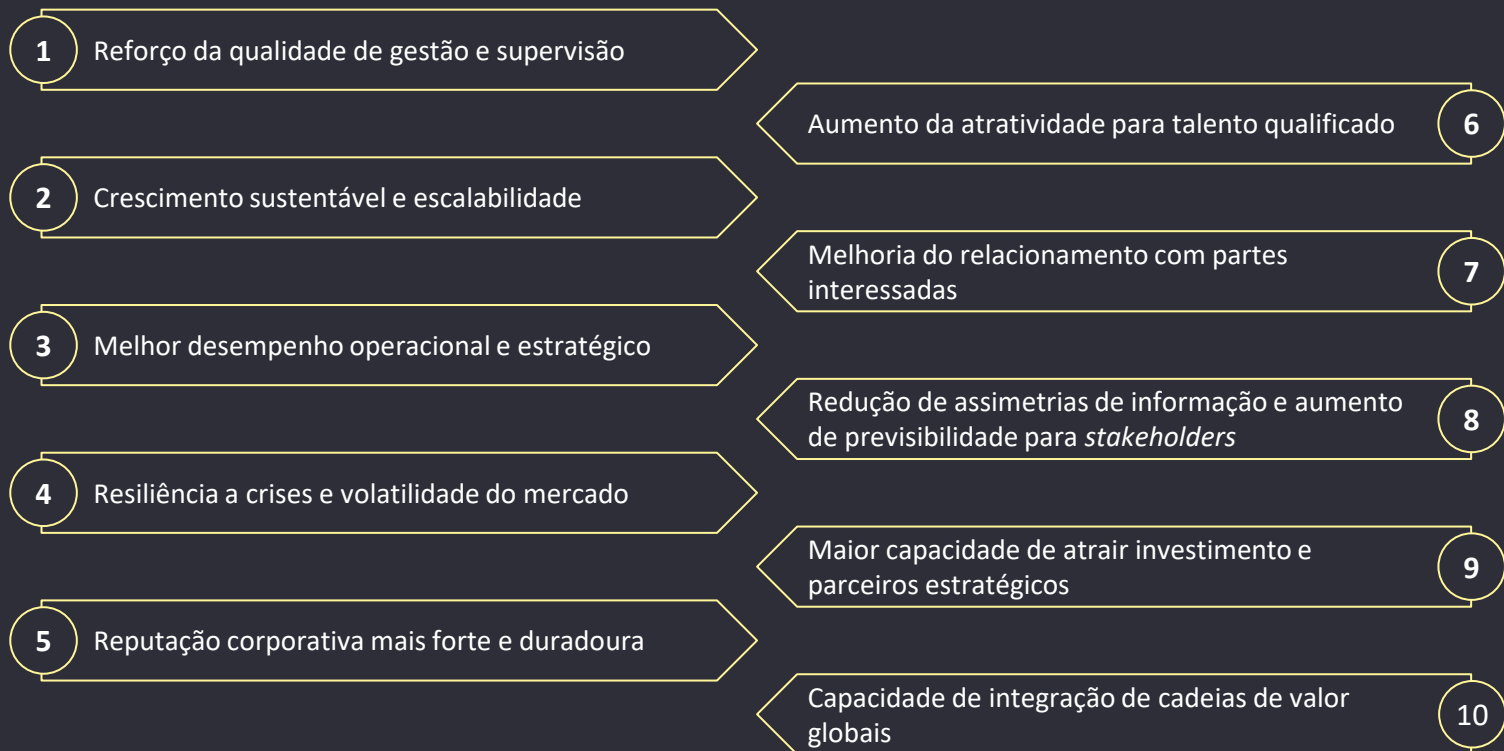 1
Reforço da qualidade de gestão e supervisão
2
Crescimento sustentável e escalabilidade
3
Melhor desempenho operacional e estratégico
4
Resiliência a crises e volatilidade do mercado
5
Reputação corporativa mais forte e duradoura
Aumento da atratividade para talento qualificado
6
Melhoria do relacionamento com partes
interessadas
7
Redução de assimetrias de informação e aumento
de previsibilidade para stakeholders
8
Maior capacidade de atrair investimento e
parceiros estratégicos
9
Capacidade de integração de cadeias de valor
globais
10